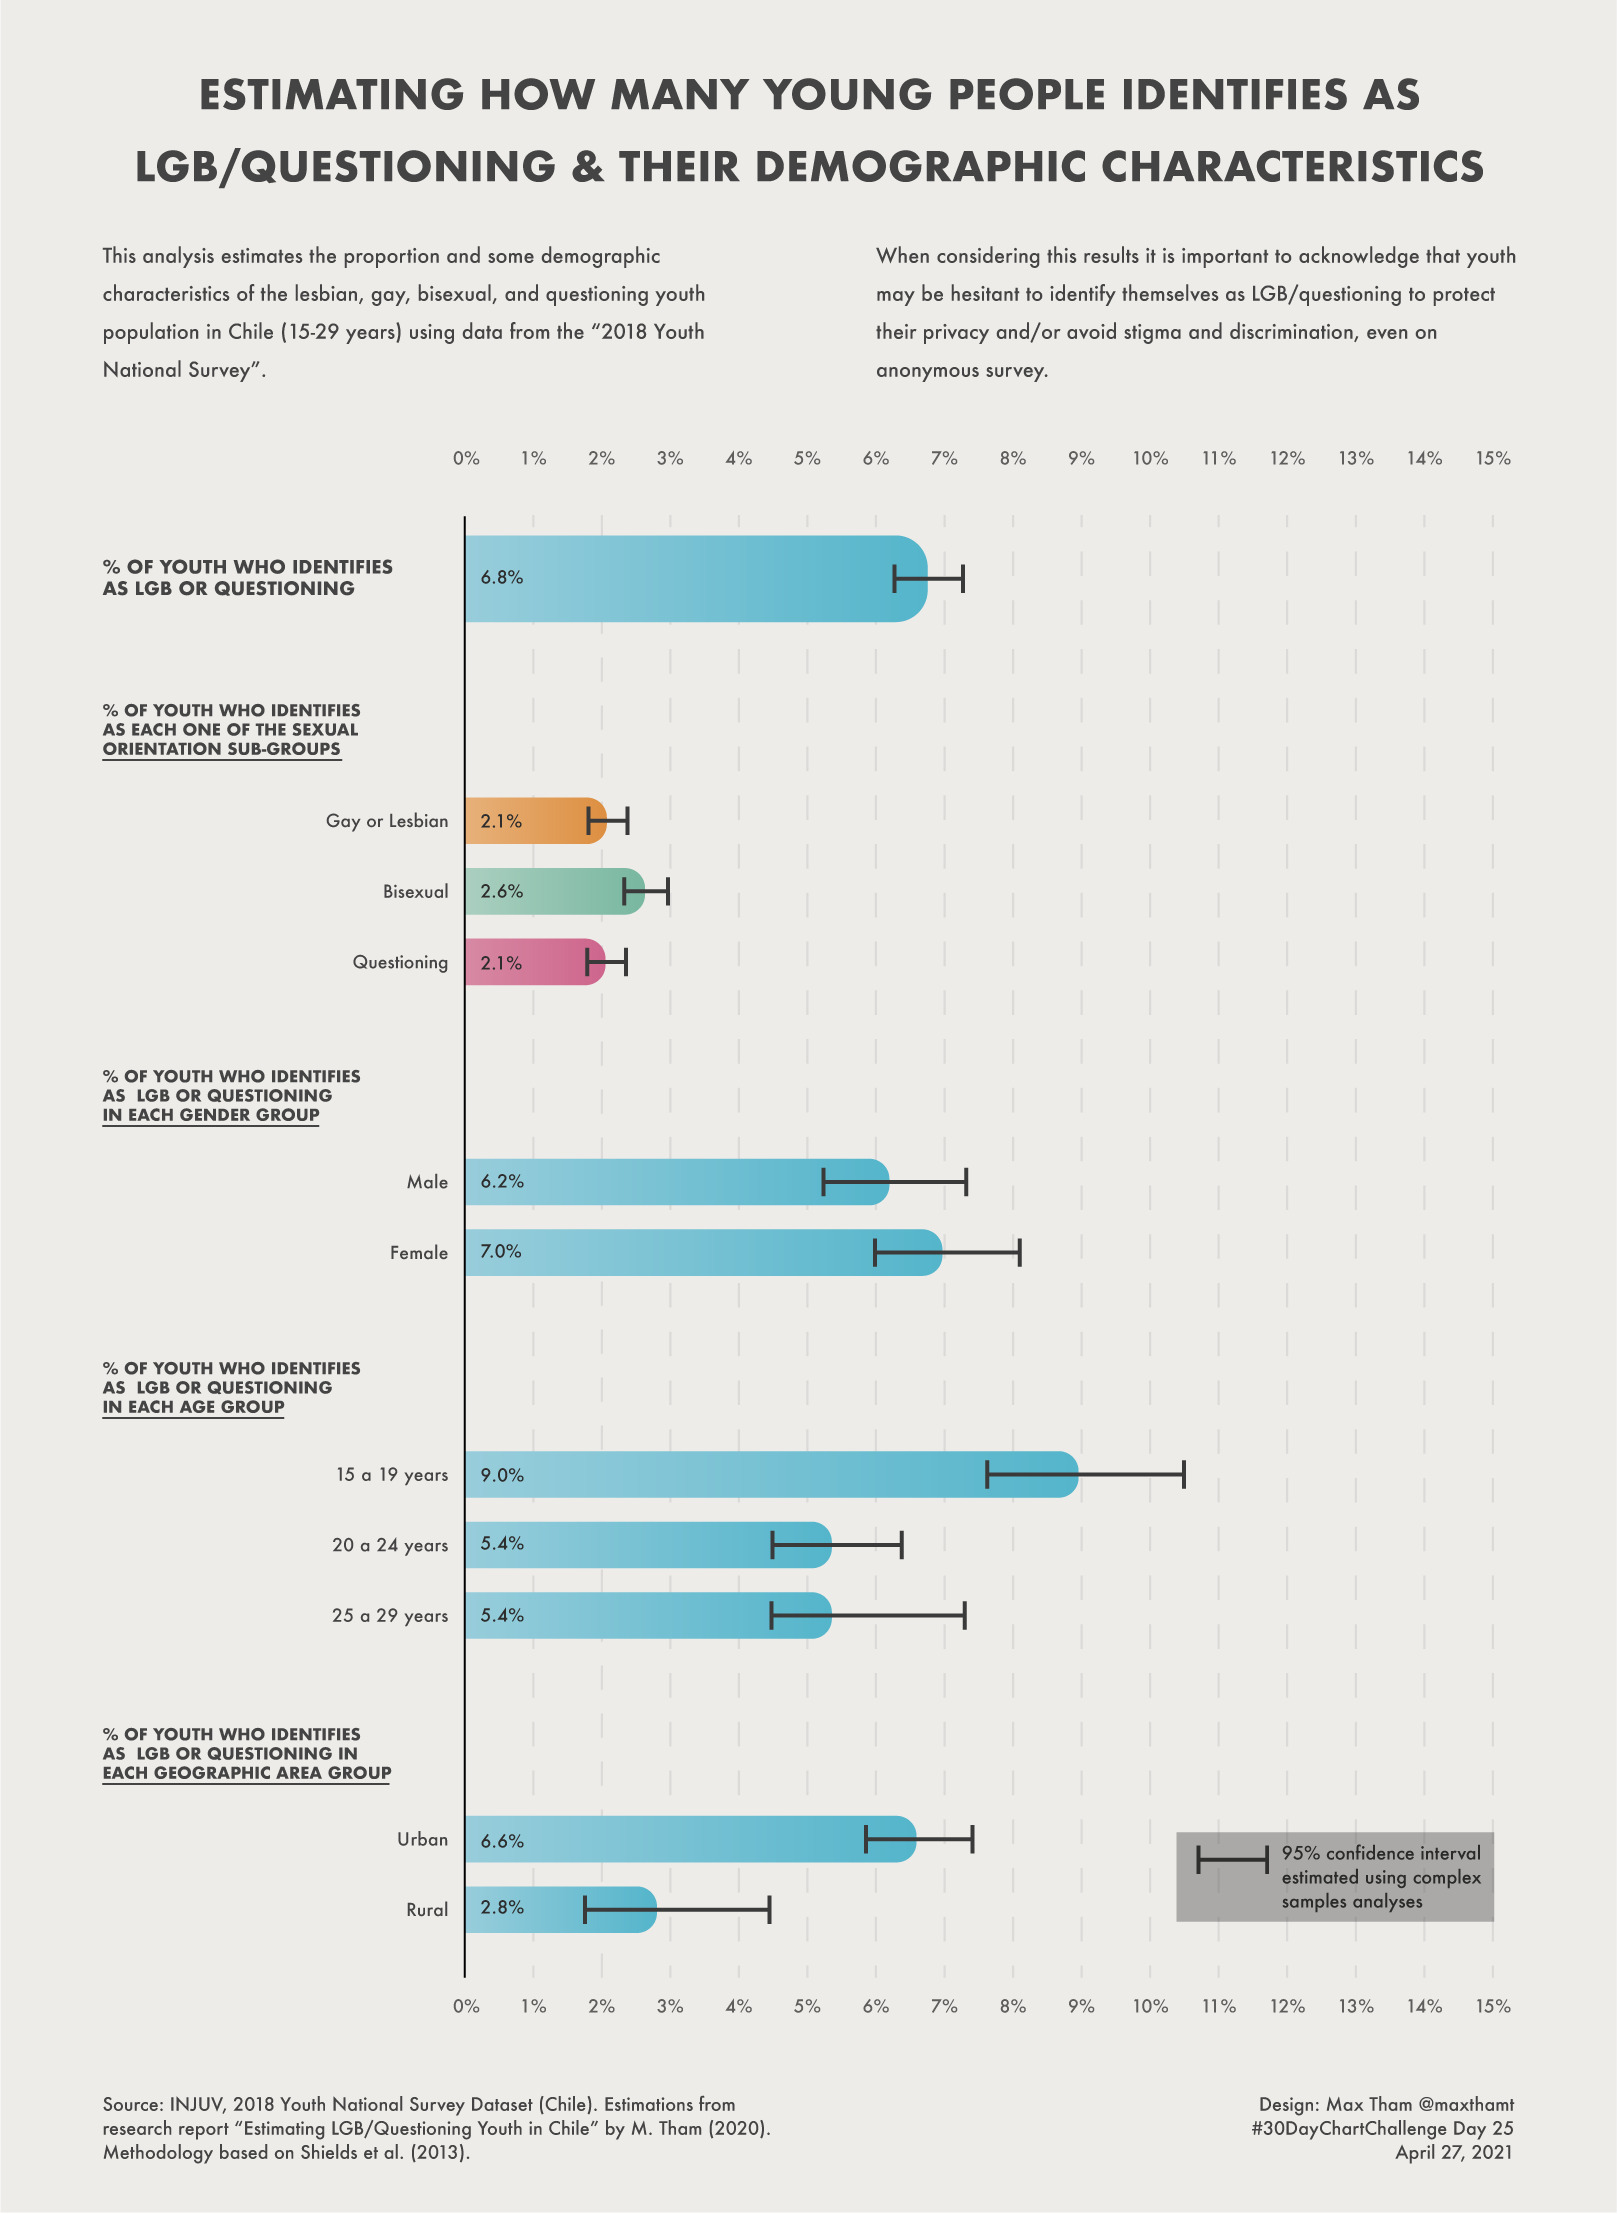 ESTIMATING HOW MANY YOUNG PEOPLE IDENTIFIES AS
LGB/QUESTIONING & THEIR DEMOGRAPHIC CHARACTERISTICS
This analysis estimates the proportion and some demographic
characteristics of the lesbian, gay, bisexual, and questioning youth
population in Chile (15-29 years) using data from the “2018 Youth
National Survey”.
When considering this results it is important to acknowledge that youth
may be hesitant to identify themselves as LGB/questioning to protect
their privacy and/or avoid stigma and discrimination, even on
anonymous survey.
0% 1% 2% 3% 4% 5% 6% 7% 8% 9% 10% 11% 12% 13% 14% 15%
% OF YOUTH WHO IDENTIFIES
AS LGB OR QUESTIONING
6.8%
% OF YOUTH WHO IDENTIFIES
AS EACH ONE OF THE SEXUAL
ORIENTATION SUB-GROUPS
Gay or Lesbian 2.1%
Bisexual 2.6%
Questioning 2.1%
% OF YOUTH WHO IDENTIFIES
AS LGB OR QUESTIONING
IN EACH GENDER GROUP
Male 6.2%
Female 7.0%
% OF YOUTH WHO IDENTIFIES
AS LGB OR QUESTIONING
IN EACH AGE GROUP
15 a 19 years 9.0%
20 a 24 years 5.4%
25 a 29 years 5.4%
% OF YOUTH WHO IDENTIFIES
AS LGB OR QUESTIONING IN
EACH GEOGRAPHIC AREA GROUP
Urban 6.6%
Rural 2.8%
95% confidence interval
estimated using complex
samples analyses
0% 1% 2% 3% 4% 5% 6% 7% 8% 9% 10% 11% 12% 13% 14% 15%
Source: INJUV, 2018 Youth National Survey Dataset (Chile). Estimations from
research report “Estimating LGB/Questioning Youth in Chile” by M. Tham (2020).
Methodology based on Shields et al. (2013).
Design: Max Tham @maxthamt
#30DayChartChallenge Day 25
April 27, 2021